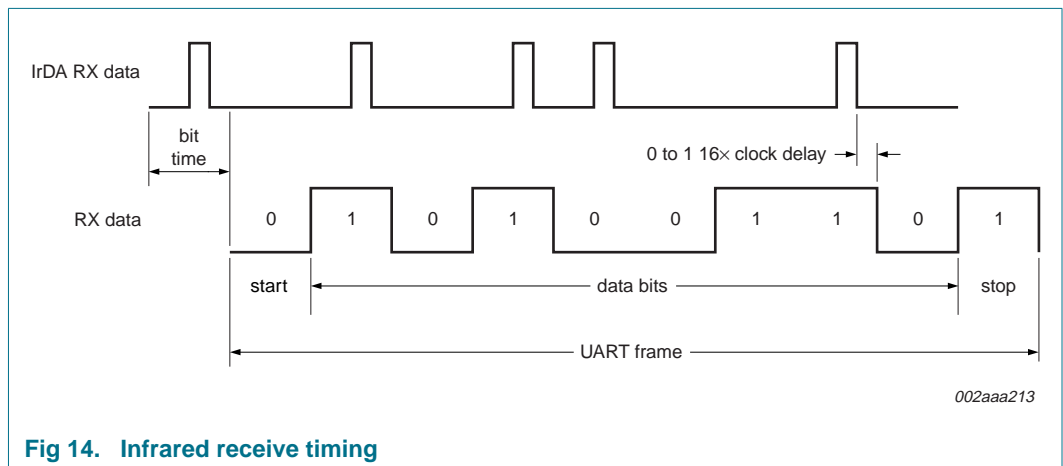 IrDA RX data
bit
time
0 to 1 16× clock delay
RX data
0 1 0 1 0 0 1 1 0 1
start
data bits
stop
UART frame
002aaa213
Fig 14. Infrared receive timing